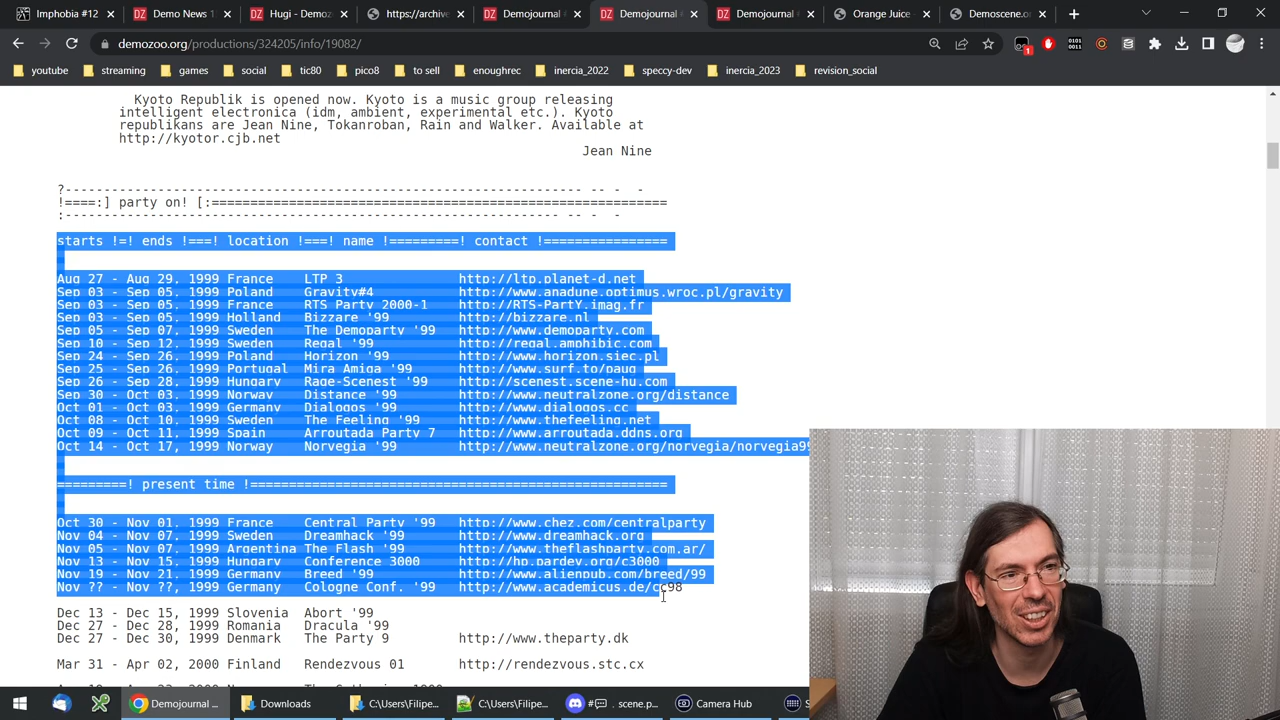 Imphobia #12
Demo News 1
Hugi - Demoz
https://archive
Demojournal #
Demojournal #
Demojournal #
Orange Juice -
Demoscene.or
demozoo.org/productions/324205/info/19082/
youtube
streaming
games
social
tic80
pico8
to sell
enoughrec
inercia_2022
speccy-dev
inercia_2023
revision_social
Kyoto Republik is opened now. Kyoto is a music group releasing
intelligent electronica (idm, ambient, experimental etc.). Kyoto
republikans are Jean Nine, Tokanroban, Rain and Walker. Available at
http://kyotor.cjb.net
Jean Nine
?------------------------------------------------------------------- -- -  -
!====:] party on! [:===========================================================
:---------------------------------------------------------------- -- -  -
starts !=! ends !===! location !===! name !=========! contact !================
Aug 27 - Aug 29, 1999 France LTP 3 http://ltp.planet-d.net
Sep 03 - Sep 05, 1999 Poland Gravity#4 http://www.anadune.optimus.wroc.pl/gravity
Sep 03 - Sep 05, 1999 France RTS Party 2000-1 http://RTS-PartY.imag.fr
Sep 03 - Sep 05, 1999 Holland Bizzare '99 http://bizzare.nl
Sep 05 - Sep 07, 1999 Sweden The Demoparty '99 http://www.demoparty.com
Sep 10 - Sep 12, 1999 Sweden Regal '99 http://regal.amphibic.com
Sep 24 - Sep 26, 1999 Poland Horizon '99 http://www.horizon.siec.pl
Sep 25 - Sep 26, 1999 Portugal Mira Amiga '99 http://www.surf.to/paug
Sep 26 - Sep 28, 1999 Hungary Rage-Scenest '99 http://scenest.scene-hu.com
Sep 30 - Oct 03, 1999 Norway Distance '99 http://www.neutralzone.org/distance
Oct 01 - Oct 03, 1999 Germany Dialogos '99 http://www.dialogos.cc
Oct 08 - Oct 10, 1999 Sweden The Feeling '99 http://www.thefeeling.net
Oct 09 - Oct 11, 1999 Spain Arroutada Party 7 http://www.arroutada.ddns.org
Oct 14 - Oct 17, 1999 Norway Norvegia '99 http://www.neutralzone.org/norvegia/norvegia99
=========! present time !======================================================
Oct 30 - Nov 01, 1999 France Central Party '99 http://www.chez.com/centralparty
Nov 04 - Nov 07, 1999 Sweden Dreamhack '99 http://www.dreamhack.org
Nov 05 - Nov 07, 1999 Argentina The Flash '99 http://www.theflashparty.com.ar/
Nov 13 - Nov 15, 1999 Hungary Conference 3000 http://hp.pardey.org/c3000
Nov 19 - Nov 21, 1999 Germany Breed '99 http://www.alienpub.com/breed/99
Nov ?? - Nov ??, 1999 Germany Cologne Conf. '99 http://www.academicus.de/cc98
Dec 13 - Dec 15, 1999 Slovenia Abort '99
Dec 27 - Dec 28, 1999 Romania Dracula '99
Dec 27 - Dec 30, 1999 Denmark The Party 9 http://www.theparty.dk
Mar 31 - Apr 02, 2000 Finland Rendezvous 01 http://rendezvous.stc.cx
Demojournal ...
Downloads
C:\Users\Filipe...
C:\Users\Filipe...
#💬 . scene.p...
Camera Hub